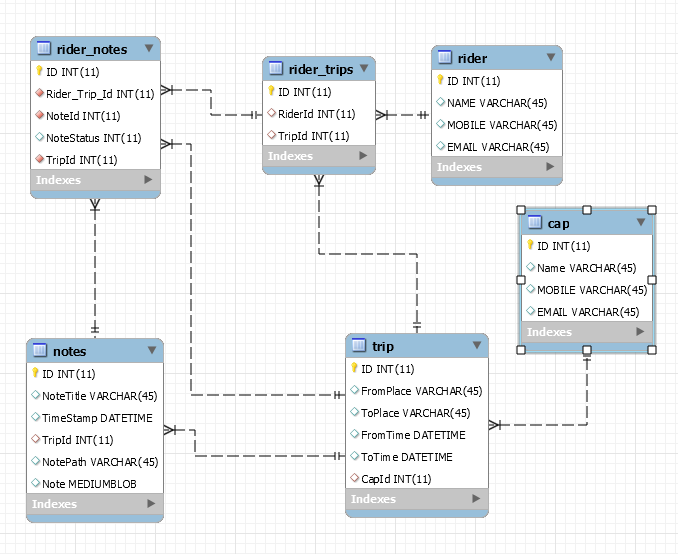 rider_notes
ID INT(11)
Rider_Trip_Id INT(11)
NoteId INT(11)
NoteStatus INT(11)
TripId INT(11)
Indexes
rider_trips
ID INT(11)
RiderId INT(11)
TripId INT(11)
Indexes
rider
ID INT(11)
NAME VARCHAR(45)
MOBILE VARCHAR(45)
EMAIL VARCHAR(45)
Indexes
cap
ID INT(11)
Name VARCHAR(45)
MOBILE VARCHAR(45)
EMAIL VARCHAR(45)
Indexes
notes
ID INT(11)
NoteTitle VARCHAR(45)
TimeStamp DATETIME
TripId INT(11)
NotePath VARCHAR(45)
Note MEDIUMBLOB
Indexes
trip
ID INT(11)
FromPlace VARCHAR(45)
ToPlace VARCHAR(45)
FromTime DATETIME
ToTime DATETIME
CapId INT(11)
Indexes